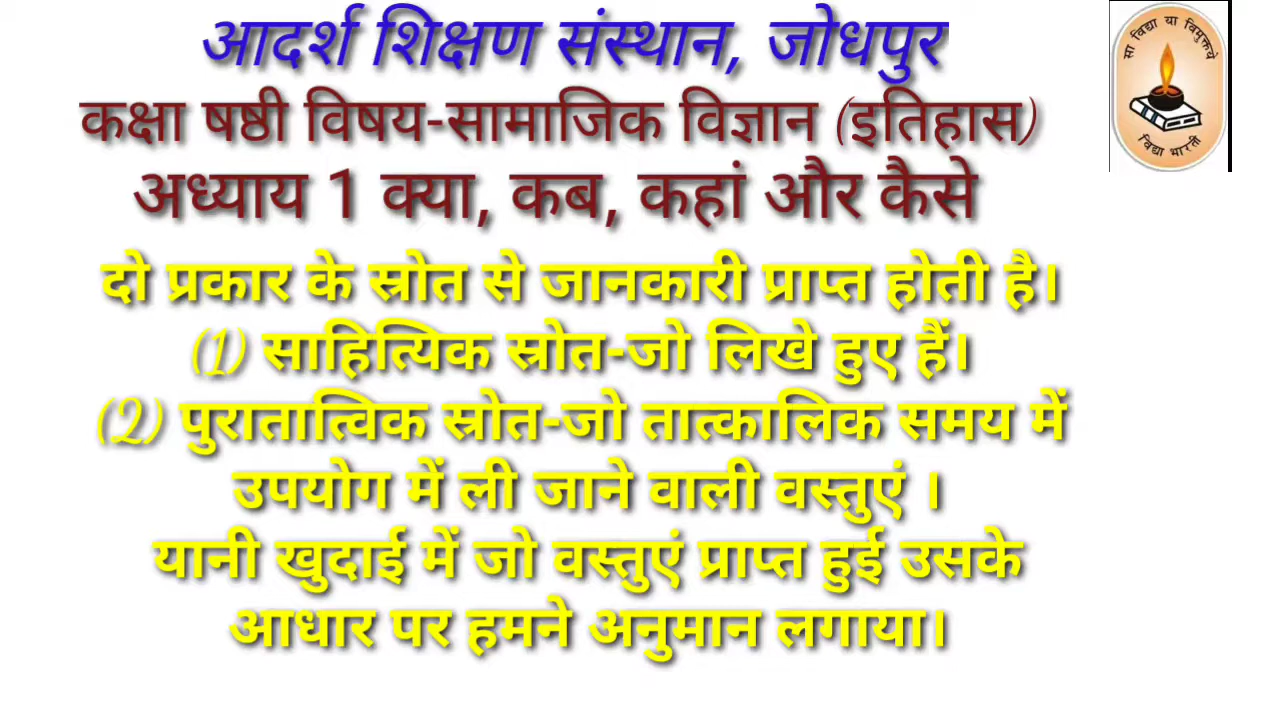 आदर्श शिक्षण संस्थान, जोधपुर
सा विद्या या विमुक्तये
विद्या भारती
कक्षा षष्ठी विषय-सामाजिक विज्ञान (इतिहास)
अध्याय 1 क्या, कब, कहां और कैसे
दो प्रकार के स्रोत से जानकारी प्राप्त होती है।
(1) साहित्यिक स्रोत-जो लिखे हुए हैं।
(2) पुरातात्विक स्रोत-जो तात्कालिक समय में
उपयोग में ली जाने वाली वस्तुएं ।
यानी खुदाई में जो वस्तुएं प्राप्त हुई उसके
आधार पर हमने अनुमान लगाया।